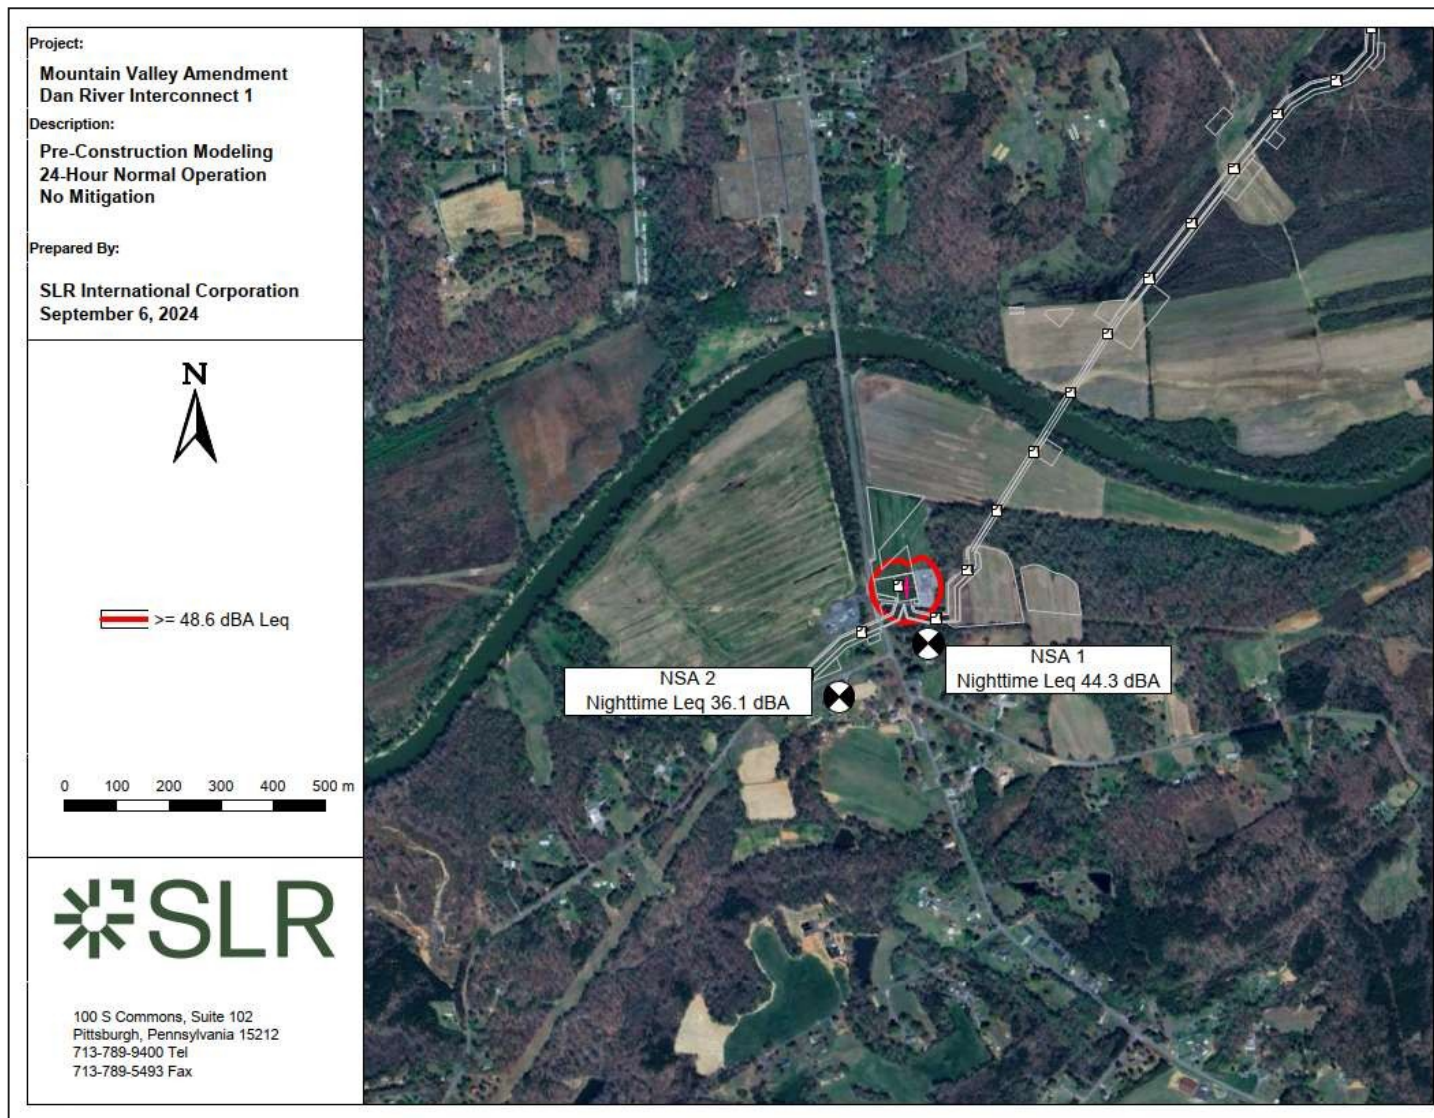 Project:
Mountain Valley Amendment
Dan River Interconnect 1
Description:
Pre-Construction Modeling
24-Hour Normal Operation
No Mitigation
Prepared By:
SLR International Corporation
September 6, 2024
N
>= 48.6 dBA Leq
0 100 200 300 400 500 m
SLR
100 S Commons, Suite 102
Pittsburgh, Pennsylvania 15212
713-789-9400 Tel
713-789-5493 Fax
NSA 1
Nighttime Leq 44.3 dBA
NSA 2
Nighttime Leq 36.1 dBA